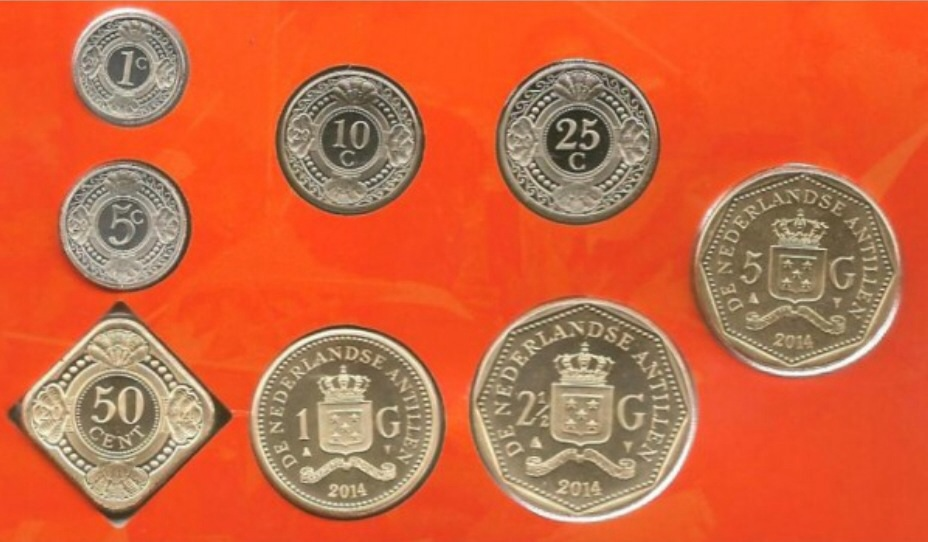 1C
10
C
25
C
5C
DE NEDERLANDSE ANTILLEN
5 G
2014
50
CENT
DE NEDERLANDSE ANTILLEN
1 G
2014
DE NEDERLANDSE ANTILLEN
2½ G
2014